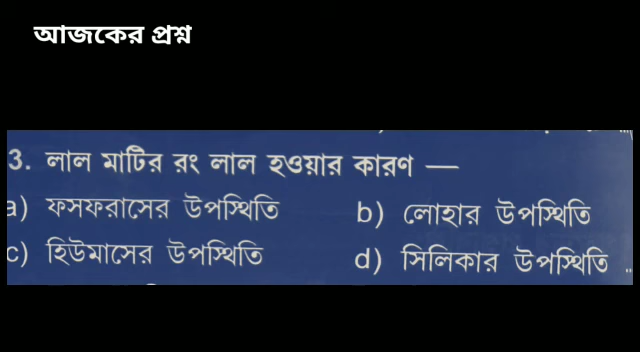 আজকের প্রশ্ন
3. লাল মাটির রং লাল হওয়ার কারণ —
a) ফসফরাসের উপস্থিতি b) লোহার উপস্থিতি
c) হিউমাসের উপস্থিতি d) সিলিকার উপস্থিতি